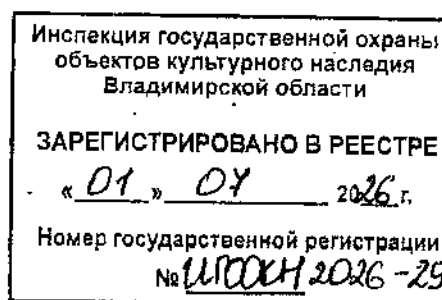 Инспекция государственной охраны
объектов культурного наследия
Владимирской области
ЗАРЕГИСТРИРОВАНО В РЕЕСТРЕ
« 01 » 07 2026 г.
Номер государственной регистрации
№ ИГООКН 2026 - 29